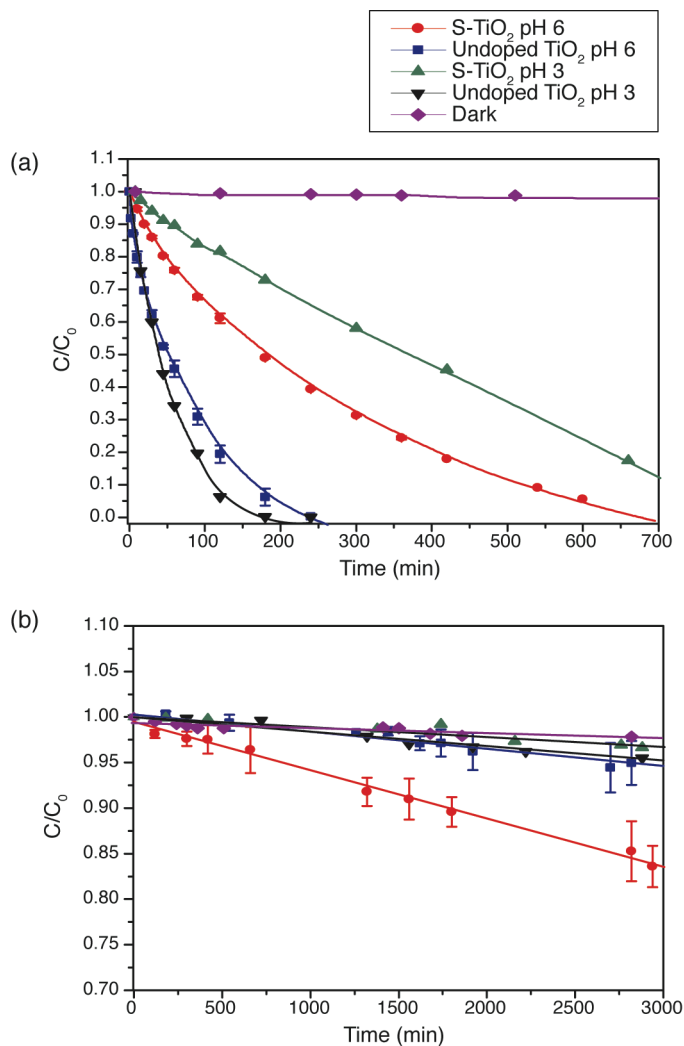 S-TiO2 pH 6
Undoped TiO2 pH 6
S-TiO2 pH 3
Undoped TiO2 pH 3
Dark
(a)
1.1
1.0
0.9
0.8
0.7
0.6
0.5
0.4
0.3
0.2
0.1
0.0
C/C0
0 100 200 300 400 500 600 700
Time (min)
(b)
1.10
1.05
1.00
0.95
0.90
0.85
0.80
0.75
0.70
C/C0
0 500 1000 1500 2000 2500 3000
Time (min)